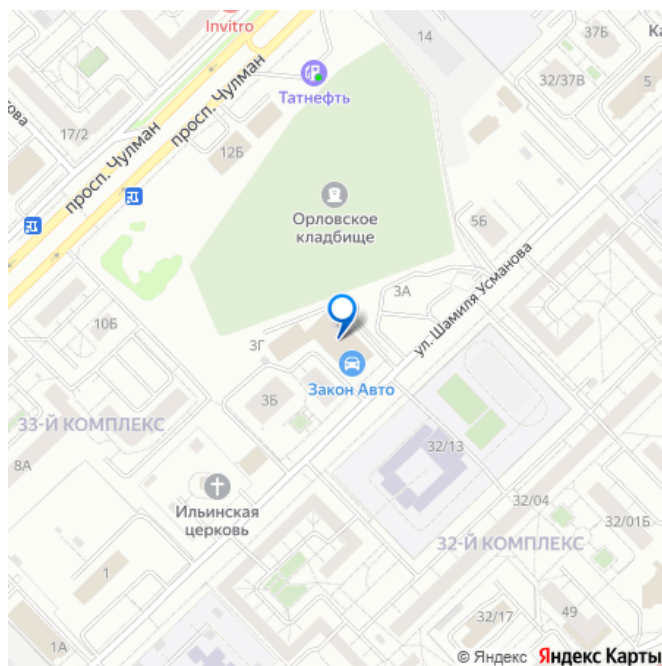 Invitro
14
37Б
32/37В
5
просп. Чулман
Татнефть
17/2
просп. Чулман
12Б
Орловское
кладбище
5Б
3А
ул. Шамиля Усманова
10Б
3Г
Закон Авто
3Б
33-Й КОМПЛЕКС
8А
32/13
Ильинская
церковь
32/04
32/01Б
32-Й КОМПЛЕКС
1
32/17
49
1А
© Яндекс Яндекс Карты